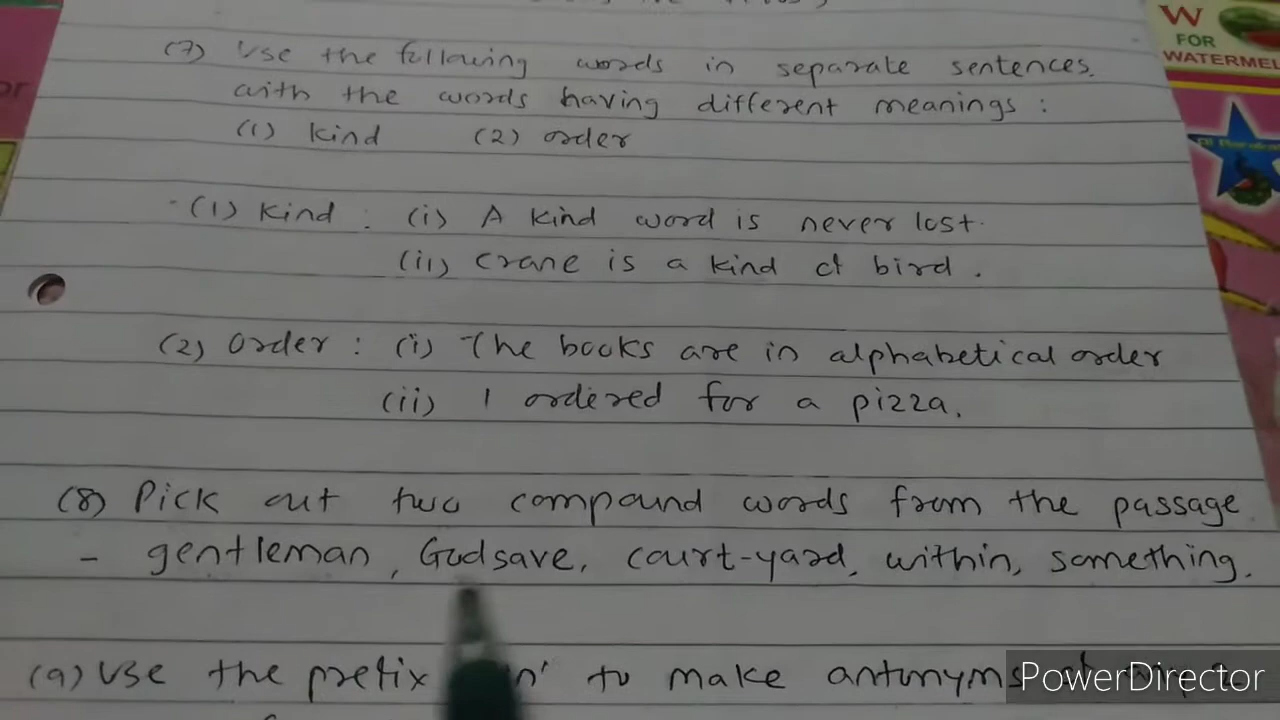 W
FOR
WATERMEL
(7) Use the following words in separate sentences.
with the words having different meanings :
(1) kind (2) order
(1) Kind : (i) A kind word is never lost.
(ii) Crane is a kind of bird.
(2) Order : (i) The books are in alphabetical order
(ii) I ordered for a pizza.
(8) Pick out two compound words from the passage
- gentleman, Godsave, court-yard, within, something.
(9) Use the prefix to make antonyms
PowerDirector